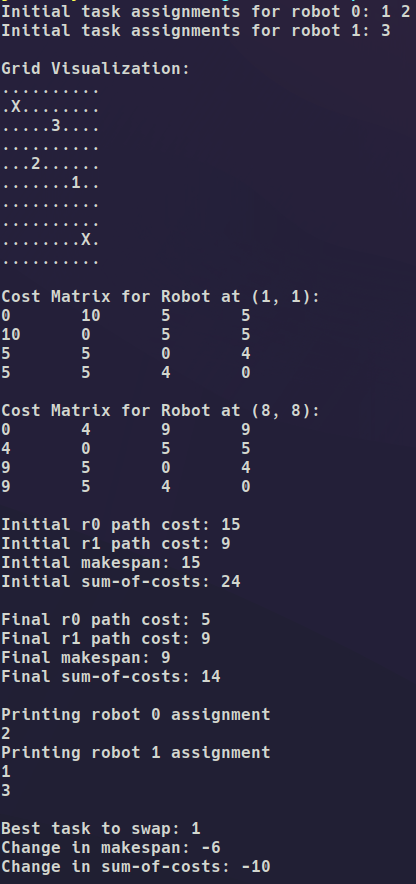 Initial task assignments for robot 0: 1 2
Initial task assignments for robot 1: 3
Grid Visualization:
..........
.X........
.....3....
..........
...2......
.......1..
..........
..........
........X.
..........
Cost Matrix for Robot at (1, 1):
0 10 5 5
10 0 5 5
5 5 0 4
5 5 4 0
Cost Matrix for Robot at (8, 8):
0 4 9 9
4 0 5 5
9 5 0 4
9 5 4 0
Initial r0 path cost: 15
Initial r1 path cost: 9
Initial makespan: 15
Initial sum-of-costs: 24
Final r0 path cost: 5
Final r1 path cost: 9
Final makespan: 9
Final sum-of-costs: 14
Printing robot 0 assignment
2
Printing robot 1 assignment
1
3
Best task to swap: 1
Change in makespan: -6
Change in sum-of-costs: -10